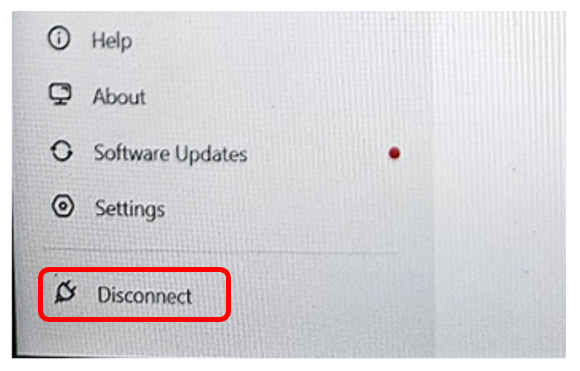 Help
About
Software Updates
Settings
Disconnect